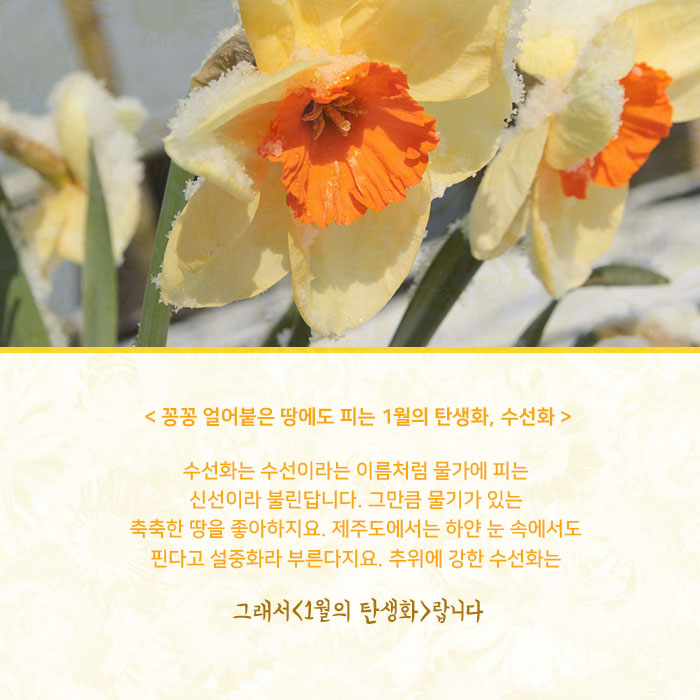 < 꽁꽁 얼어붙은 땅에도 피는 1월의 탄생화, 수선화 >
수선화는 수선이라는 이름처럼 물가에 피는
신선이라 불린답니다. 그만큼 물기가 있는
축축한 땅을 좋아하지요. 제주도에서는 하얀 눈 속에서도
핀다고 설중화라 부른다지요. 추위에 강한 수선화는
그래서<1월의 탄생화>랍니다